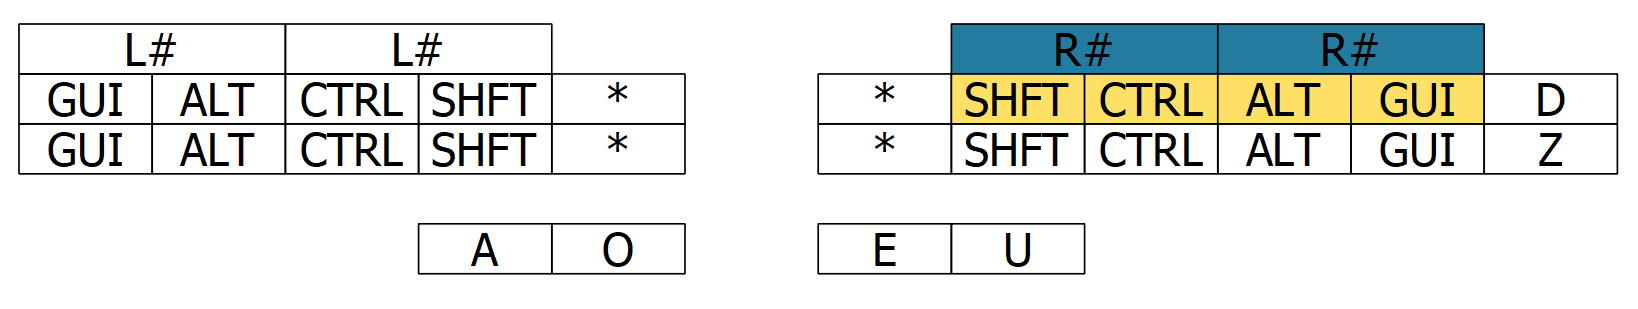 L# L# R# R#
GUI ALT CTRL SHFT * * SHFT CTRL ALT GUI D
GUI ALT CTRL SHFT * * SHFT CTRL ALT GUI Z
A O E U